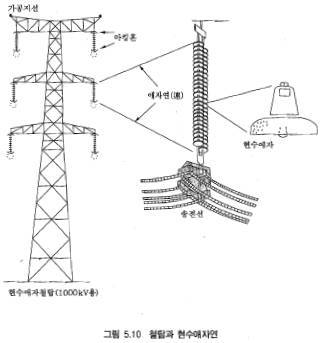 가공지선
아킹혼
애자연(連)
현수애자
송전선
현수애자철탑(1000kV용)
그림 5.10 철탑과 현수애자연